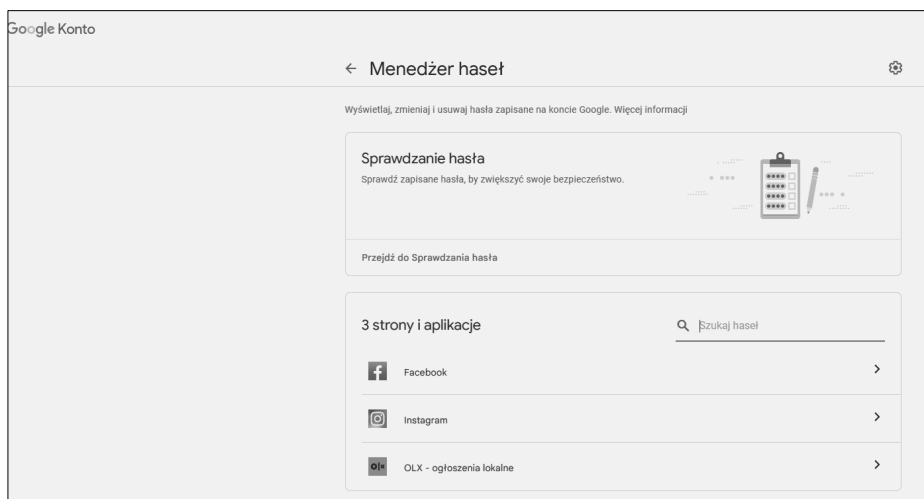 Google Konto
Menedżer haseł
Wyświetlaj, zmieniaj i usuwaj hasła zapisane na koncie Google. Więcej informacji
Sprawdzanie hasła
Sprawdź zapisane hasła, by zwiększyć swoje bezpieczeństwo.
Przejdź do Sprawdzania hasła
3 strony i aplikacje
Szukaj haseł
Facebook
Instagram
olx
OLX - ogłoszenia lokalne